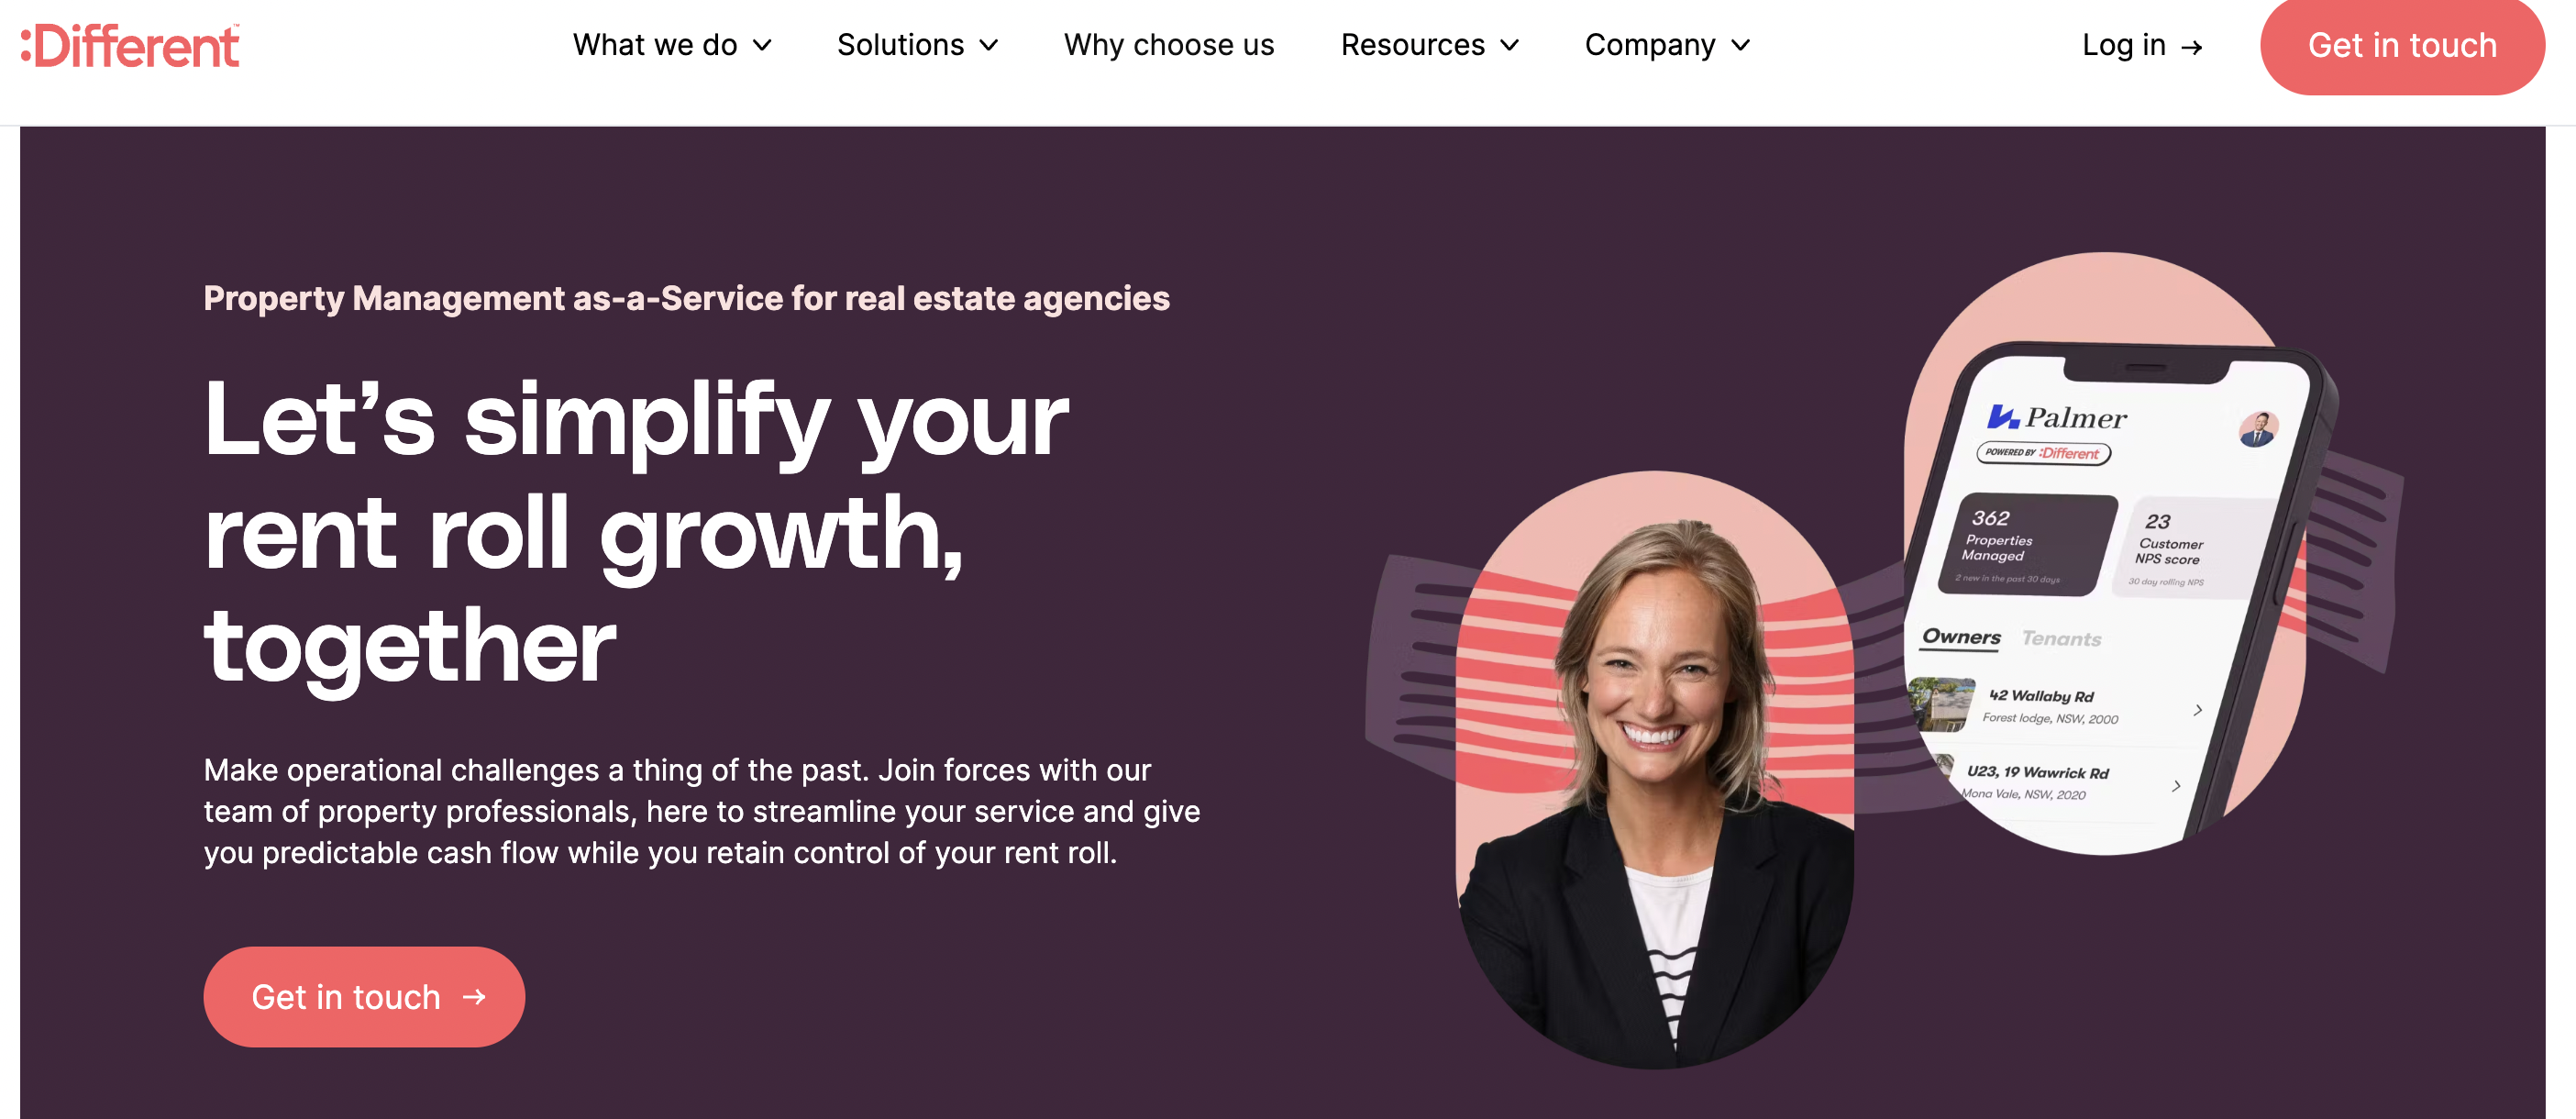 :Different™
What we do
Solutions
Why choose us
Resources
Company
Log in →
Get in touch
Property Management as-a-Service for real estate agencies
Let’s simplify your
rent roll growth,
together
Make operational challenges a thing of the past. Join forces with our
team of property professionals, here to streamline your service and give
you predictable cash flow while you retain control of your rent roll.
Get in touch →
Palmer
POWERED BY :Different
362
Properties
Managed
2 new in the past 30 days
23
Customer
NPS score
30 day rolling NPS
Owners Tenants
42 Wallaby Rd
Forest lodge, NSW, 2000
U23, 19 Wawrick Rd
Mona Vale, NSW, 2020